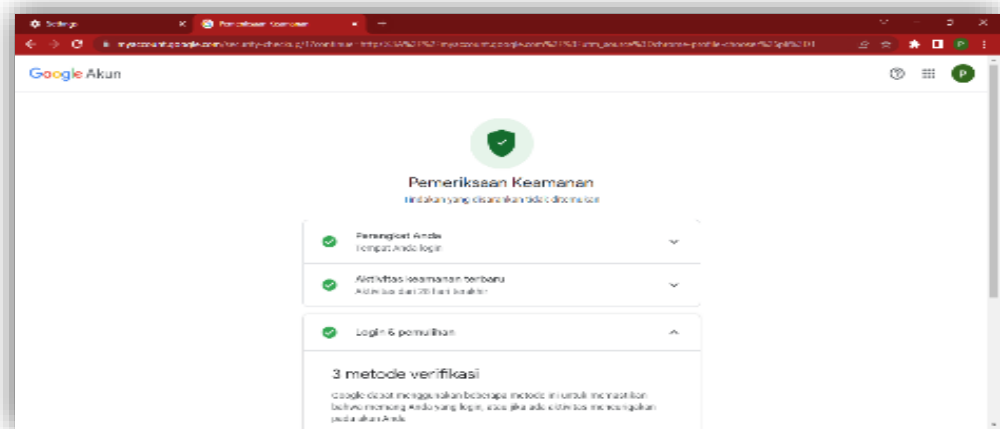 Settings
Pemeriksaan Keamanan
Google Akun
P
Pemeriksaan Keamanan
Tindakan yang disarankan tidak ditemukan
Perangkat Anda
Tempat Anda login
Aktivitas keamanan terbaru
Aktivitas dari 28 hari terakhir
Login & pemulihan
3 metode verifikasi
Google dapat menggunakan beberapa metode ini untuk memastikan
bahwa memang Anda yang login, atau jika ada aktivitas mencurigakan
pada akun Anda